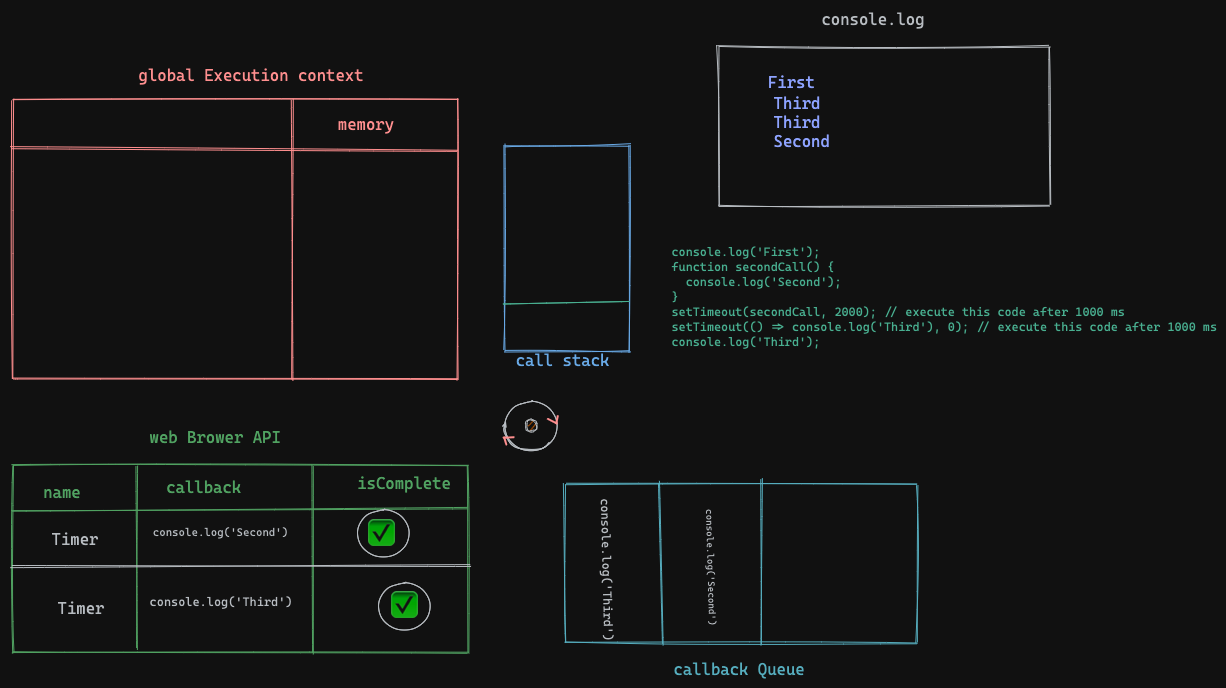 console.log
First
Third
Third
Second
global Execution context
memory
call stack
console.log('First');
function secondCall() {
  console.log('Second');
}
setTimeout(secondCall, 2000); // execute this code after 1000 ms
setTimeout(() => console.log('Third'), 0); // execute this code after 1000 ms
console.log('Third');
web Brower API
name
callback
isComplete
Timer
console.log('Second')
Timer
console.log('Third')
console.log('Third')
console.log('Second')
callback Queue